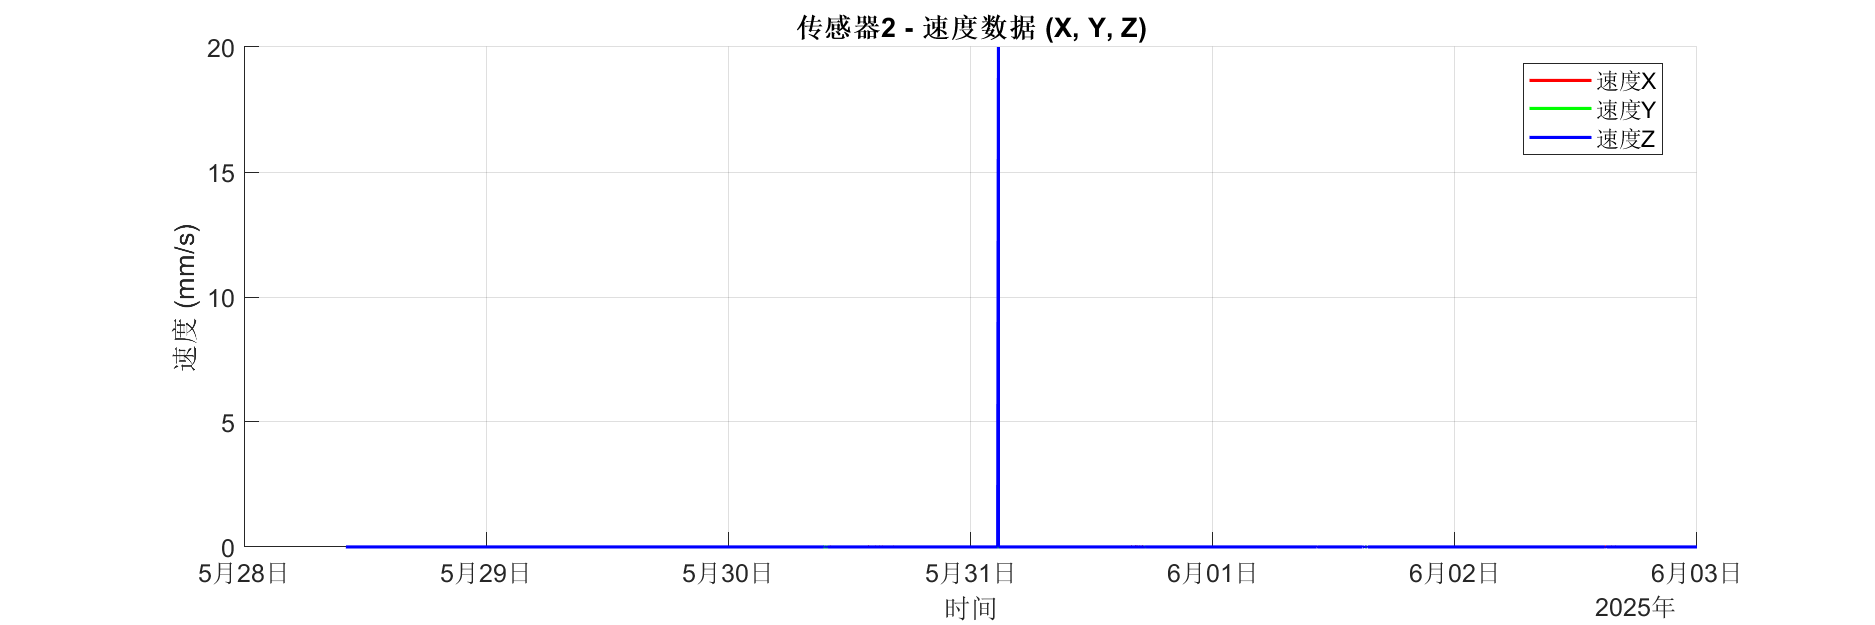 传感器2 - 速度数据 (X, Y, Z)
20
15
10
5
0
速度 (mm/s)
速度X
速度Y
速度Z
5月28日
5月29日
5月30日
5月31日
6月01日
6月02日
6月03日
时间
2025年